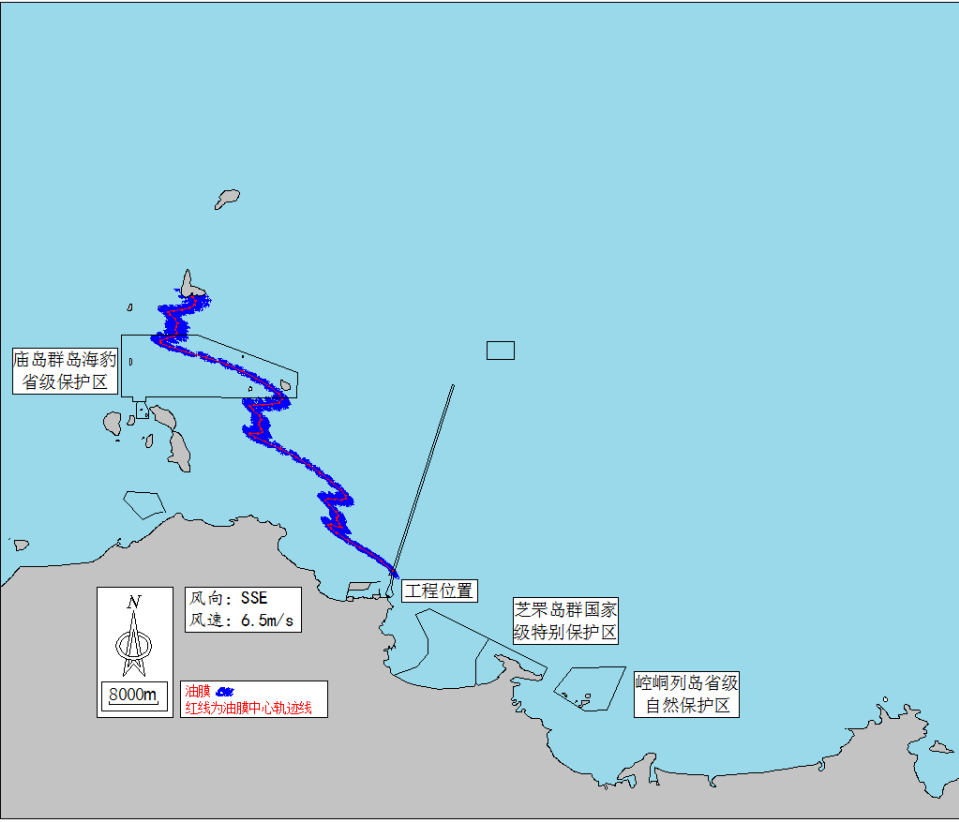 庙岛群岛海豹
省级保护区
工程位置
芝罘岛群国家
级特别保护区
崆峒列岛省级
自然保护区
N
8000m
风向: SSE
风速: 6.5m/s
油膜
红线为油膜中心轨迹线